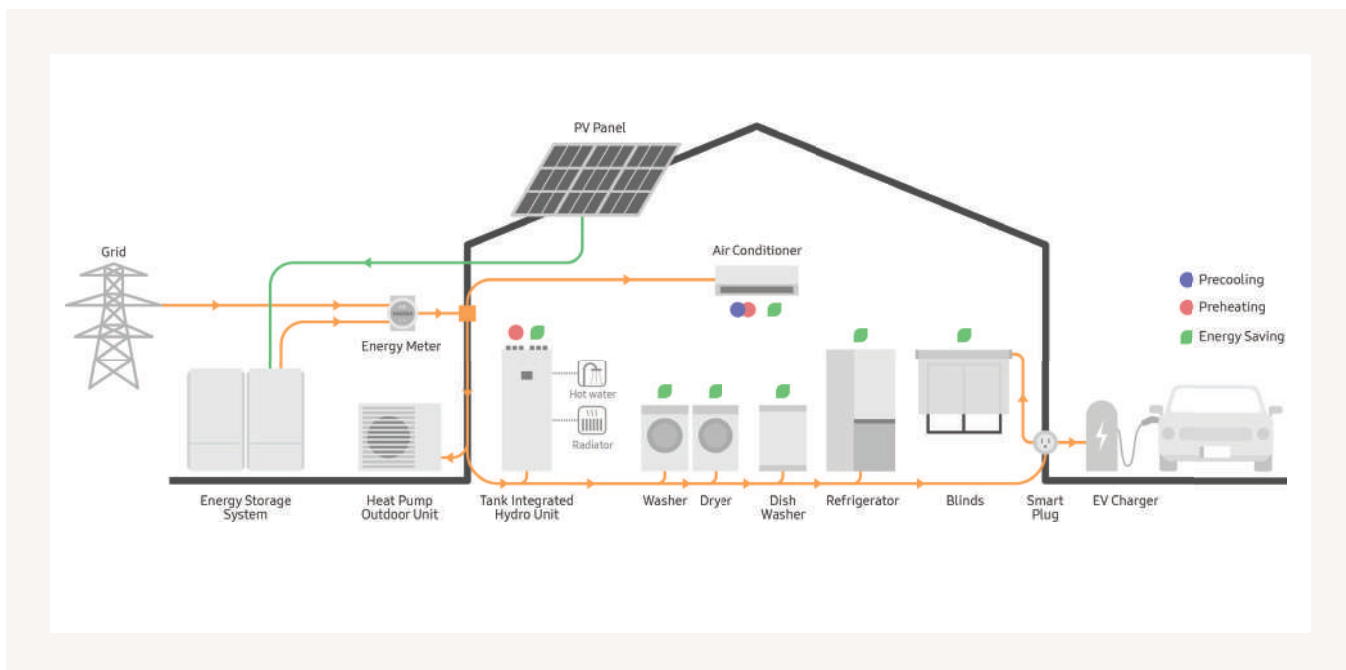 PV Panel
Grid
Air Conditioner
Precooling
Preheating
Energy Saving
Energy Meter
Hot water
Radiator
Energy Storage
System
Heat Pump
Outdoor Unit
Tank Integrated
Hydro Unit
Washer
Dryer
Dish
Washer
Refrigerator
Blinds
Smart
Plug
EV Charger